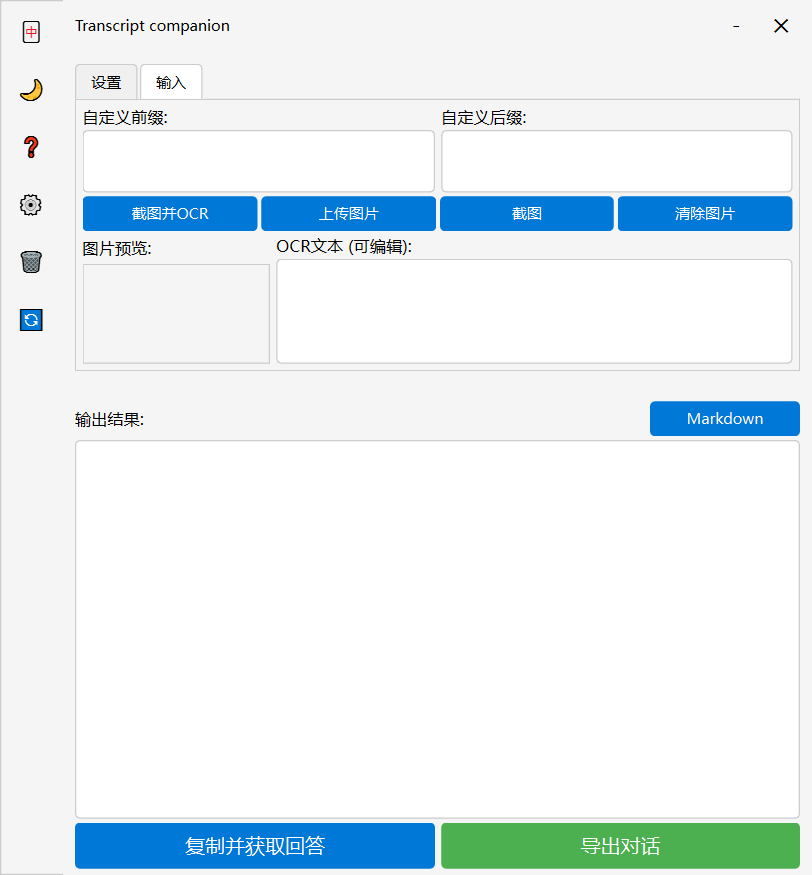 中
Transcript companion
设置 输入
自定义前缀: 自定义后缀:
截图并OCR 上传图片 截图 清除图片
图片预览: OCR文本 (可编辑):
输出结果: Markdown
复制并获取回答 导出对话